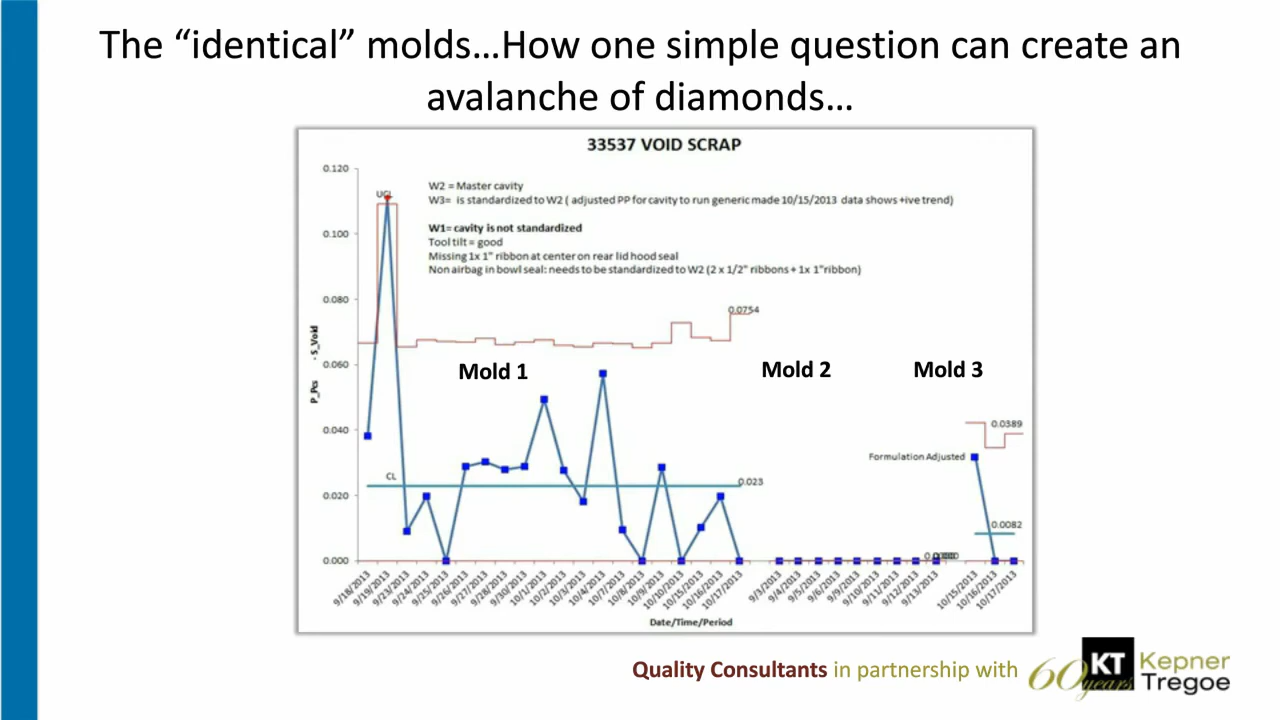 The “identical” molds…How one simple question can create an
avalanche of diamonds…
33537 VOID SCRAP
0.120
0.100
0.080
0.060
0.040
0.020
0.000
P_Pcs - S_Void
UCL
W2 = Master cavity
W3= is standardized to W2 ( adjusted PP for cavity to run generic made 10/15/2013 data shows +ive trend)
W1= cavity is not standardized
Tool tilt = good
Missing 1x 1" ribbon at center on rear lid hood seal
Non airbag in bowl seal: needs to be standardized to W2 (2 x 1/2" ribbons + 1x 1"ribbon)
0.0754
Mold 1
Mold 2
Mold 3
0.0389
Formulation Adjusted
CL
0.023
0.0082
9/18/2013
9/19/2013
9/23/2013
9/24/2013
9/25/2013
9/26/2013
9/27/2013
9/28/2013
9/30/2013
10/1/2013
10/2/2013
10/3/2013
10/4/2013
10/7/2013
10/8/2013
10/9/2013
10/10/2013
10/15/2013
10/16/2013
10/17/2013
9/3/2013
9/4/2013
9/5/2013
9/6/2013
9/9/2013
9/10/2013
9/11/2013
9/12/2013
9/13/2013
10/15/2013
10/16/2013
10/17/2013
Date/Time/Period
Quality Consultants in partnership with
60 years
KT
Kepner
Tregoe